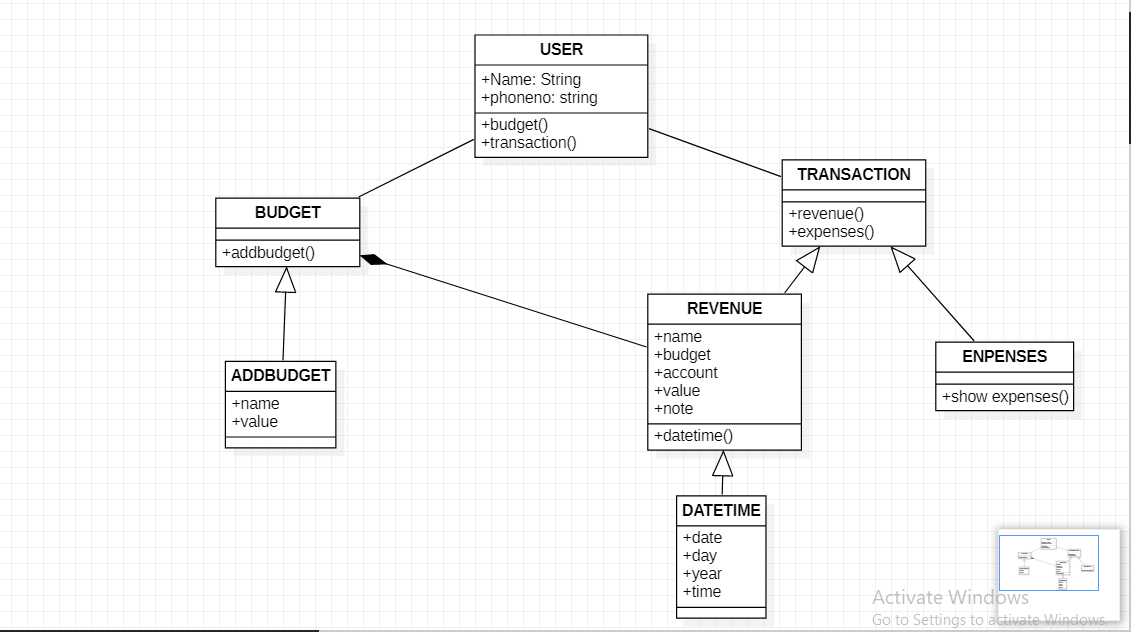 USER
+Name: String
+phoneno: string
+budget()
+transaction()
TRANSACTION
+revenue()
+expenses()
BUDGET
+addbudget()
REVENUE
+name
+budget
+account
+value
+note
+datetime()
ENPENSES
+show expenses()
ADDBUDGET
+name
+value
DATETIME
+date
+day
+year
+time
Activate Windows
Go to Settings to activate Windows.